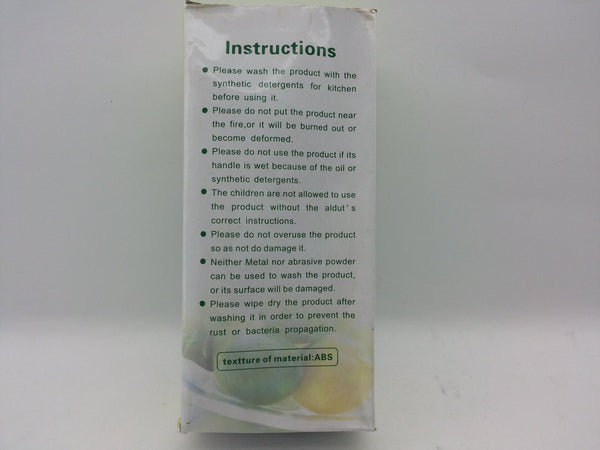 Instructions
● Please wash the product with the
synthetic detergents for kitchen
before using it.
● Please do not put the product near
the fire,or it will be burned out or
become deformed.
● Please do not use the product if its
handle is wet because of the oil or
synthetic detergents.
● The children are not allowed to use
the product without the aldut's
correct instructions.
● Please do not overuse the product
so as not do damage it.
● Neither Metal nor abrasive powder
can be used to wash the product,
or its surface will be damaged.
● Please wipe dry the product after
washing it in order to prevent the
rust or bacteria propagation.
textture of material:ABS